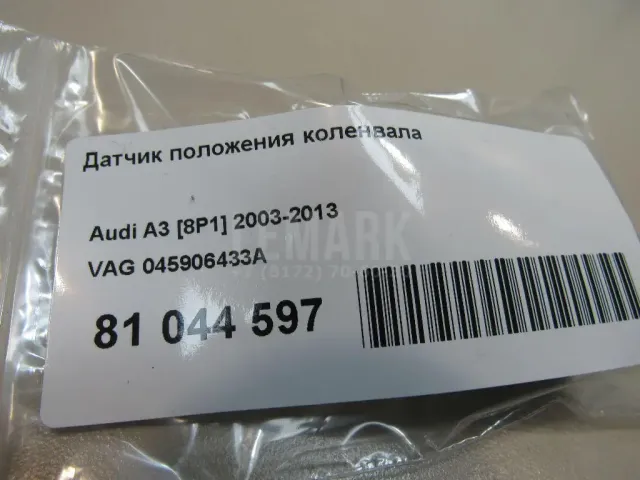 Датчик положения коленвала
Audi A3 [8P1] 2003-2013
VAG 045906433A
81 044 597